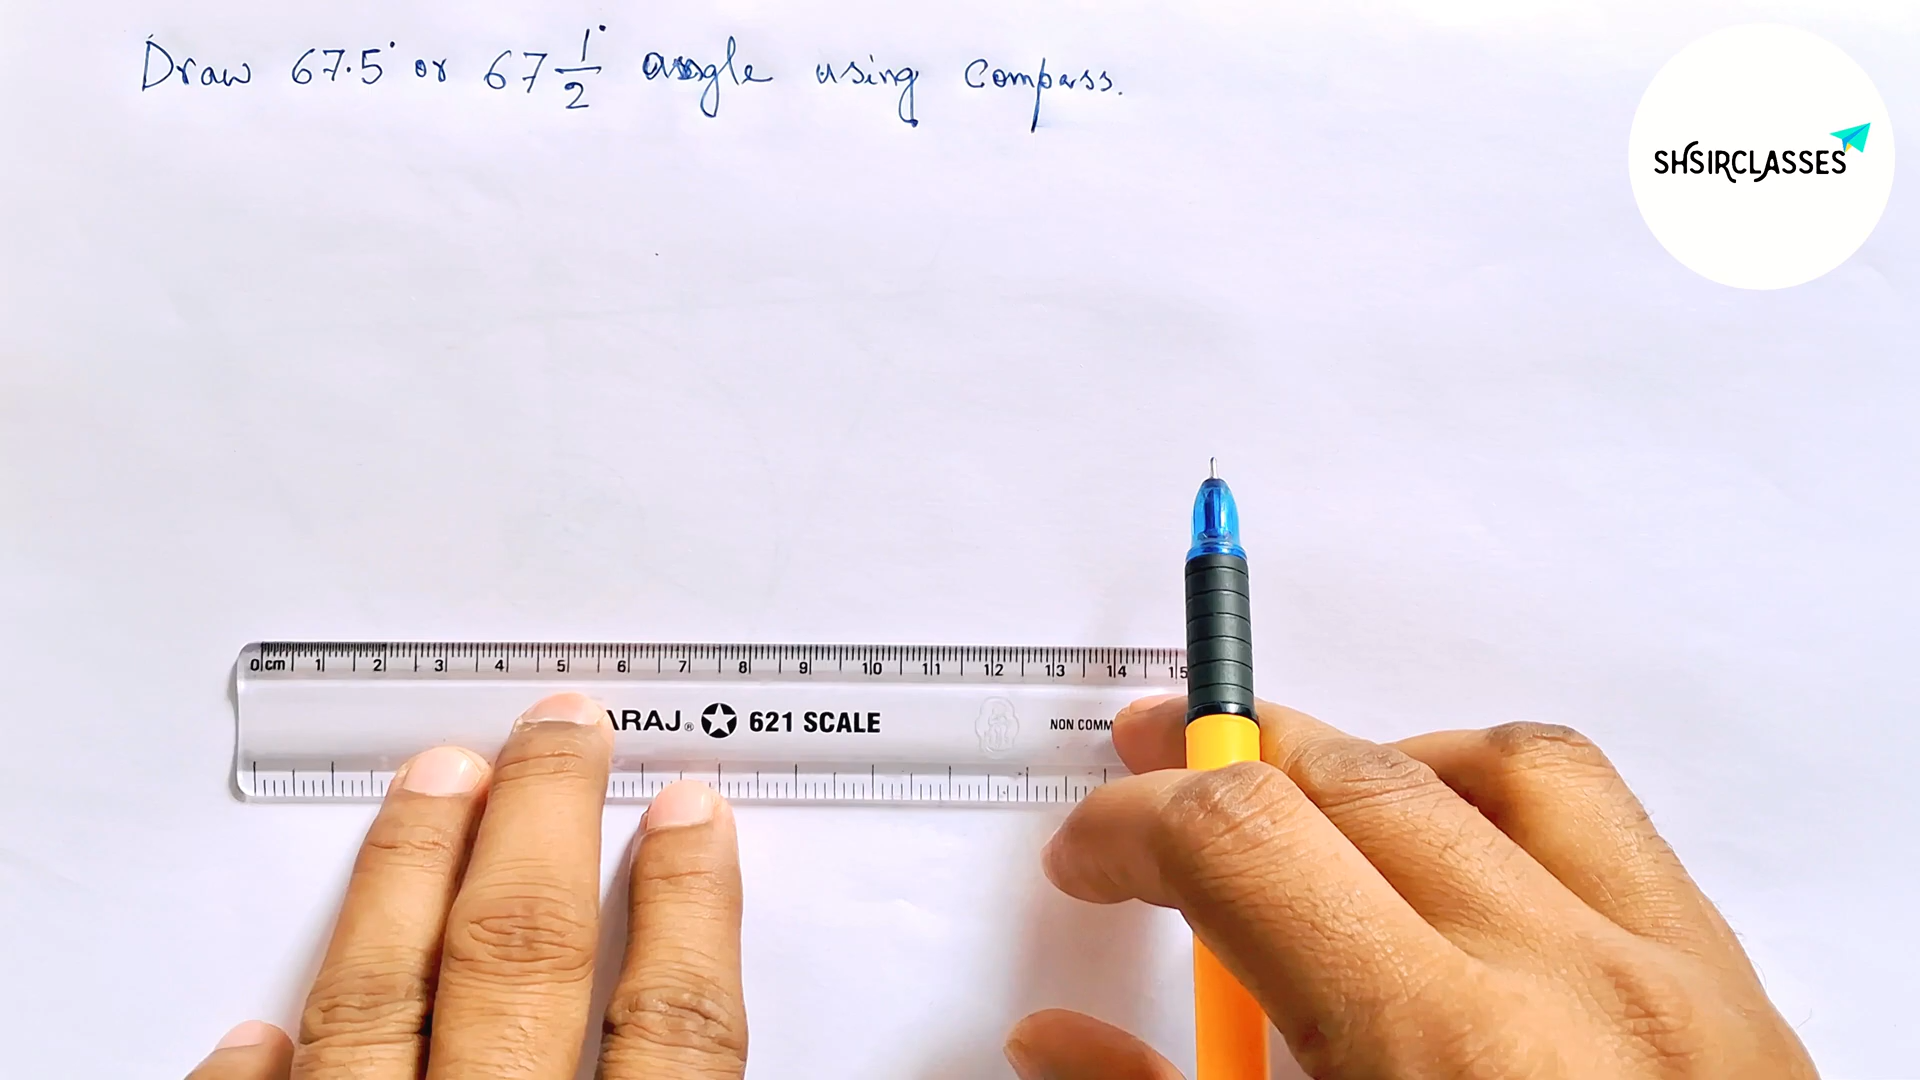 Draw 67.5° or 67 1/2° angle using Compass.
SHSIRCLASSES
0 cm 1 2 3 4 5 6 7 8 9 10 11 12 13 14 15
ARAJ® 621 SCALE NON COMM